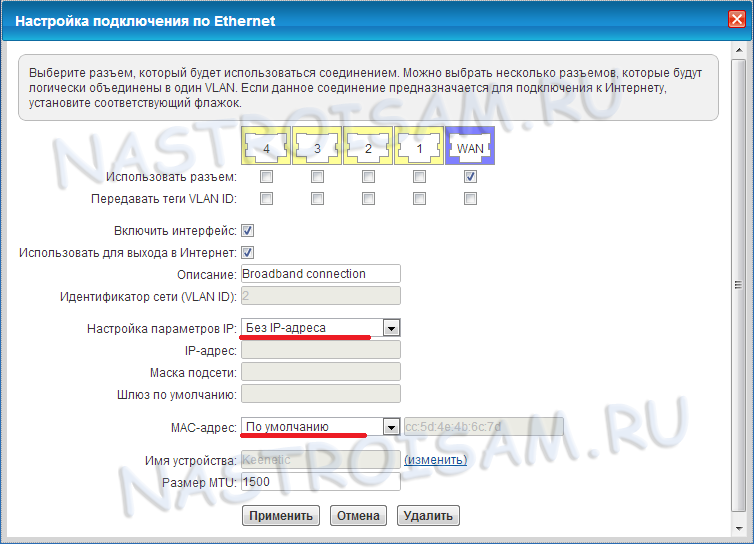 Настройка подключения по Ethernet
Выберите разъем, который будет использоваться соединением. Можно выбрать несколько разъемов, которые будут
логически объединены в один VLAN. Если данное соединение предназначается для подключения к Интернету,
установите соответствующий флажок.
NASTROISAM.RU
4 3 2 1 WAN
Использовать разъем:
Передавать теги VLAN ID:
Включить интерфейс:
Использовать для выхода в Интернет:
Описание: Broadband connection
Идентификатор сети (VLAN ID): 2
Настройка параметров IP: Без IP-адреса
IP-адрес:
Маска подсети:
Шлюз по умолчанию:
MAC-адрес: По умолчанию cc:5d:4e:4b:6c:7d
NASTROISAM.RU
Имя устройства: Keenetic (изменить)
Размер MTU: 1500
Применить Отмена Удалить